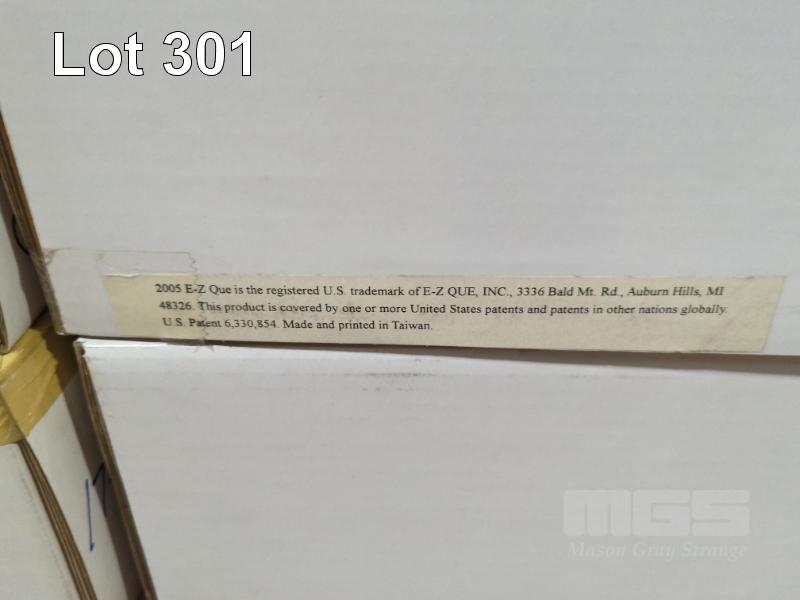 Lot 301
2005 E-Z Que is the registered U.S. trademark of E-Z QUE, INC., 3336 Bald Mt. Rd., Auburn Hills, MI
48326. This product is covered by one or more United States patents and patents in other nations globally.
U.S. Patent 6,330,854. Made and printed in Taiwan.
MGS
Mason Gray Strange